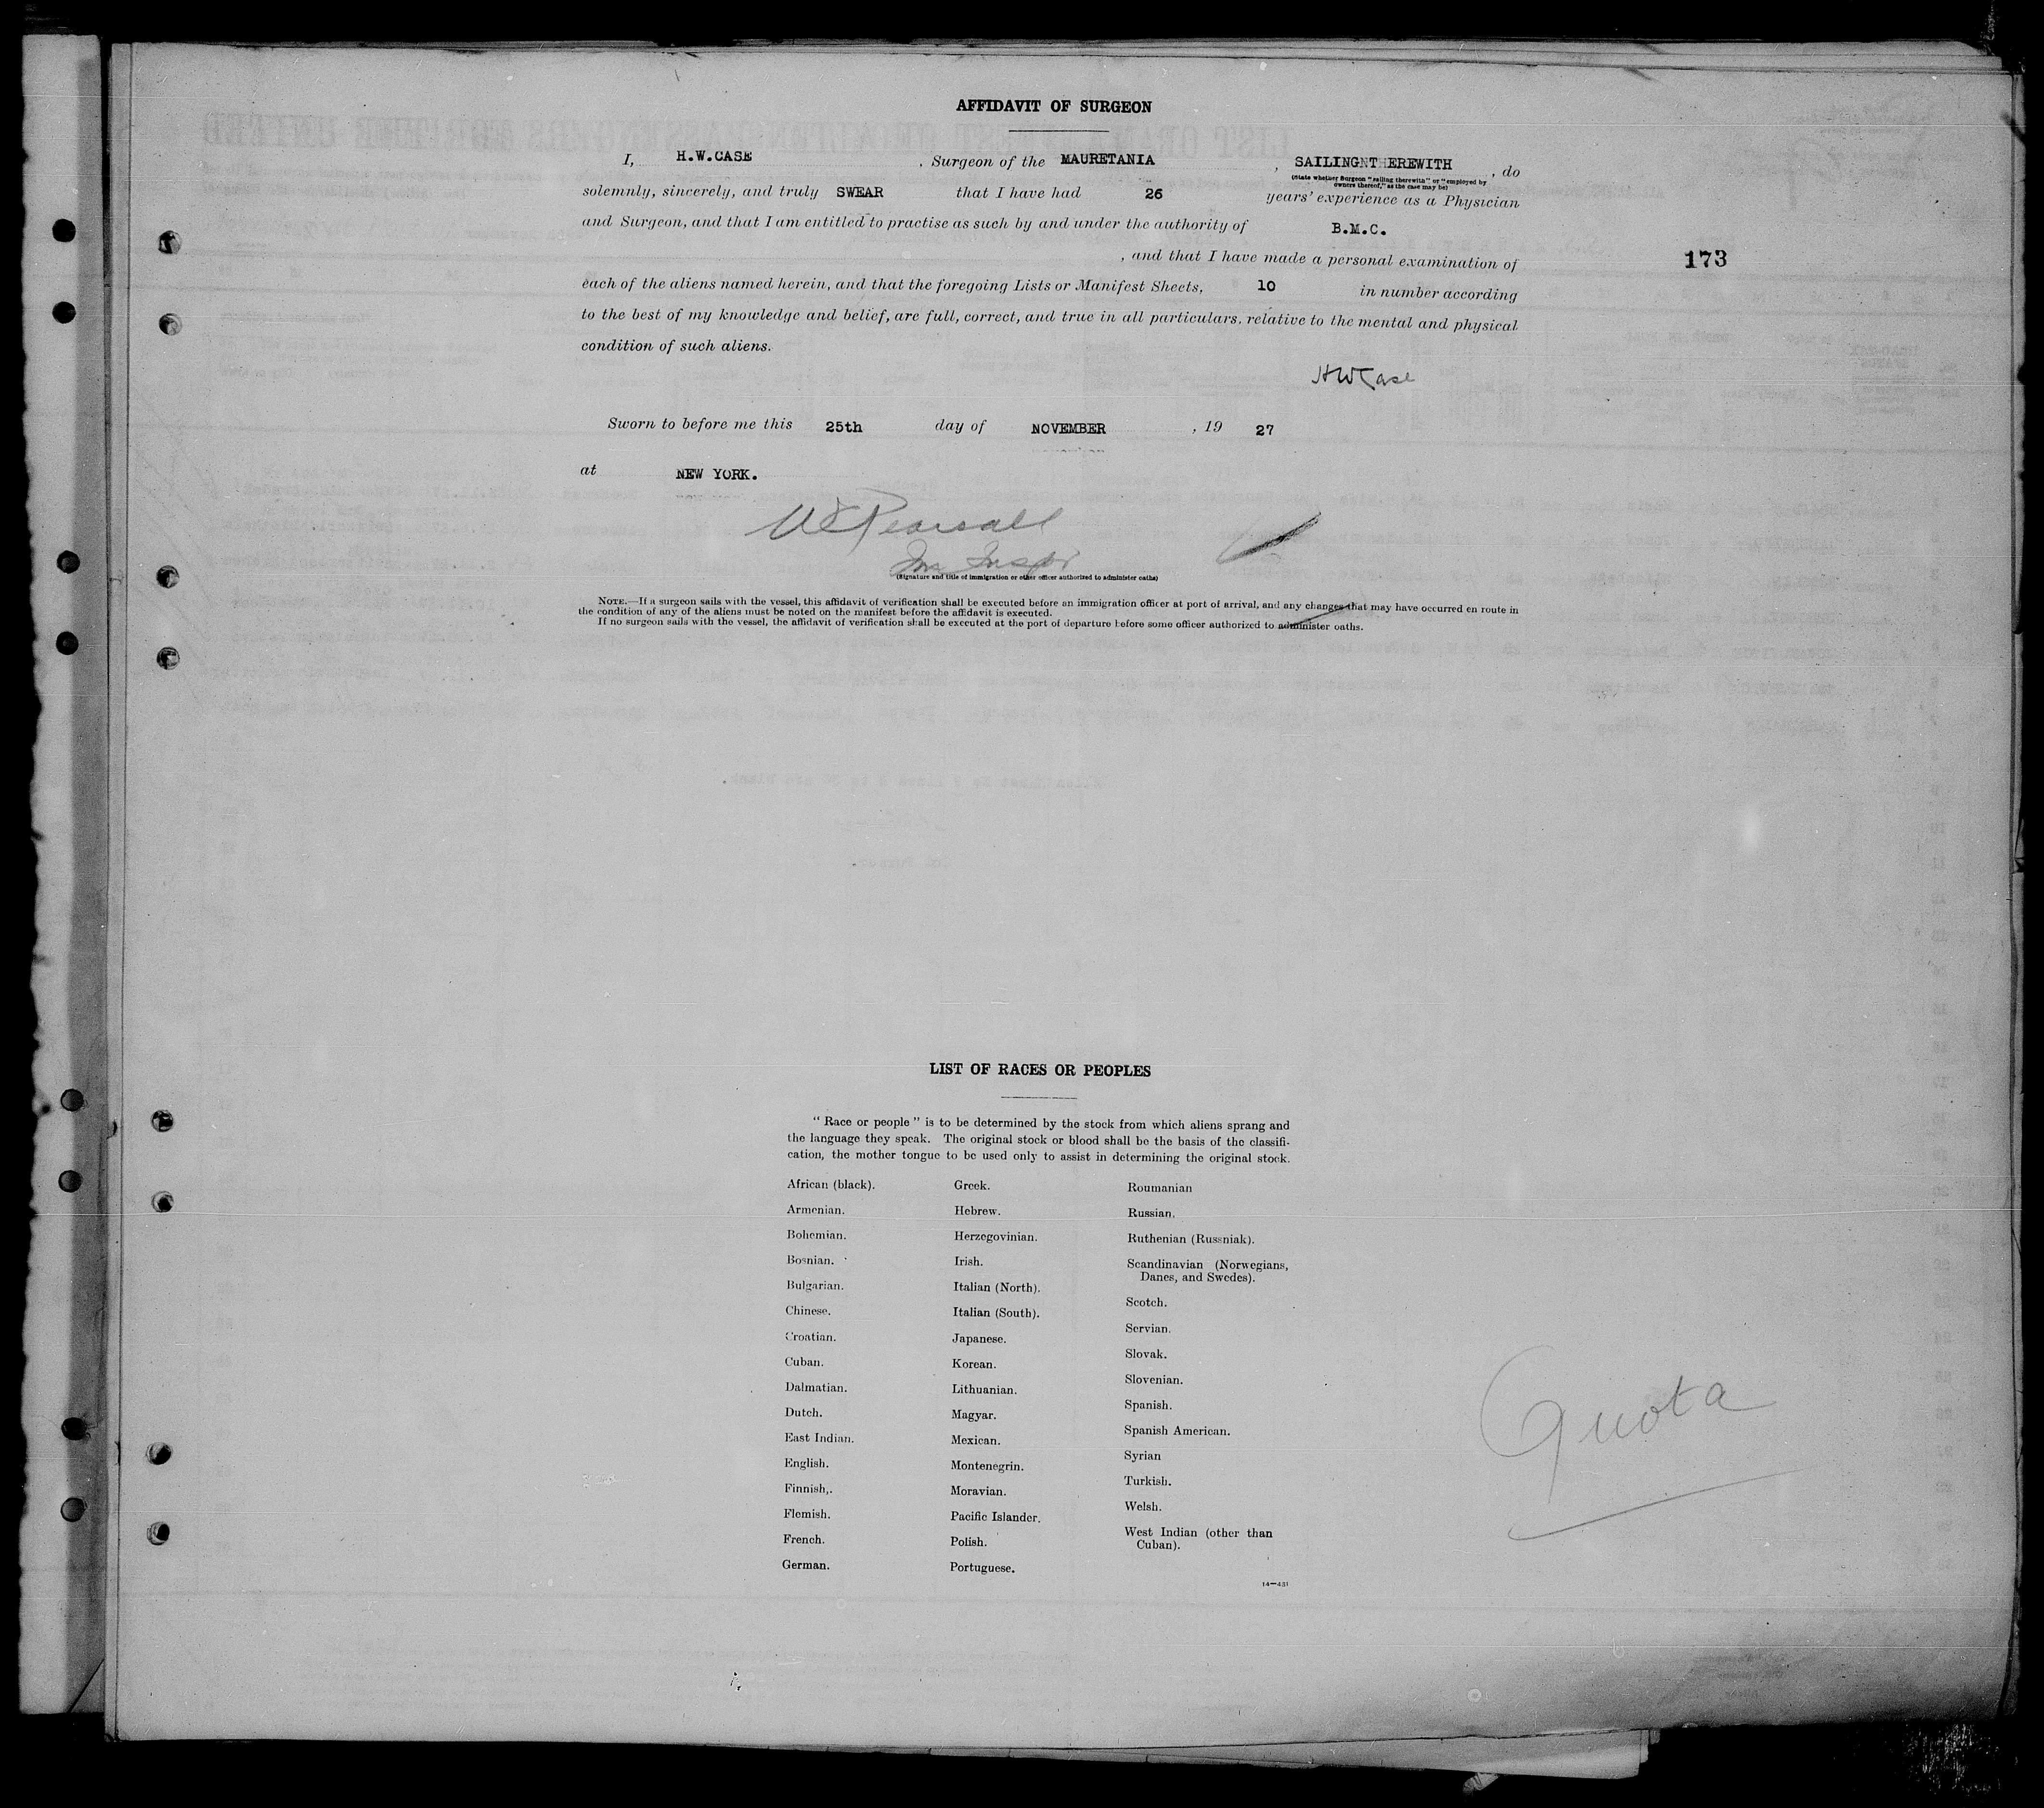 AFFIDAVIT OF SURGEON
I, H.W.CASE , Surgeon of the MAURETANIA , SAILINGNTHEREWITH , do
(State whether Surgeon "sailing therewith" or "employed by
owners thereof," as the case may be)
solemnly, sincerely, and truly SWEAR that I have had 26 years' experience as a Physician
and Surgeon, and that I am entitled to practise as such by and under the authority of B.M.C.
, and that I have made a personal examination of
173
each of the aliens named herein, and that the foregoing Lists or Manifest Sheets, 10 in number according
to the best of my knowledge and belief, are full, correct, and true in all particulars, relative to the mental and physical
condition of such aliens.
HWCase
Sworn to before me this 25th day of NOVEMBER , 19 27
at NEW YORK.
Pearsall
Im Inspr
(Signature and title of immigration or other officer authorized to administer oaths)
NOTE.—If a surgeon sails with the vessel, this affidavit of verification shall be executed before an immigration officer at port of arrival, and any changes that may have occurred en route in
the condition of any of the aliens must be noted on the manifest before the affidavit is executed.
If no surgeon sails with the vessel, the affidavit of verification shall be executed at the port of departure before some officer authorized to administer oaths.
LIST OF RACES OR PEOPLES
"Race or people" is to be determined by the stock from which aliens sprang and
the language they speak. The original stock or blood shall be the basis of the classifi-
cation, the mother tongue to be used only to assist in determining the original stock.
African (black).
Armenian.
Bohemian.
Bosnian.
Bulgarian.
Chinese.
Croatian.
Cuban.
Dalmatian.
Dutch.
East Indian.
English.
Finnish,.
Flemish.
French.
German.
Greek.
Hebrew.
Herzegovinian.
Irish.
Italian (North).
Italian (South).
Japanese.
Korean.
Lithuanian.
Magyar.
Mexican.
Montenegrin.
Moravian.
Pacific Islander.
Polish.
Portuguese.
Roumanian
Russian.
Ruthenian (Russniak).
Scandinavian (Norwegians,
Danes, and Swedes).
Scotch.
Servian.
Slovak.
Slovenian.
Spanish.
Spanish American.
Syrian
Turkish.
Welsh.
West Indian (other than
Cuban).
14—431
Quota